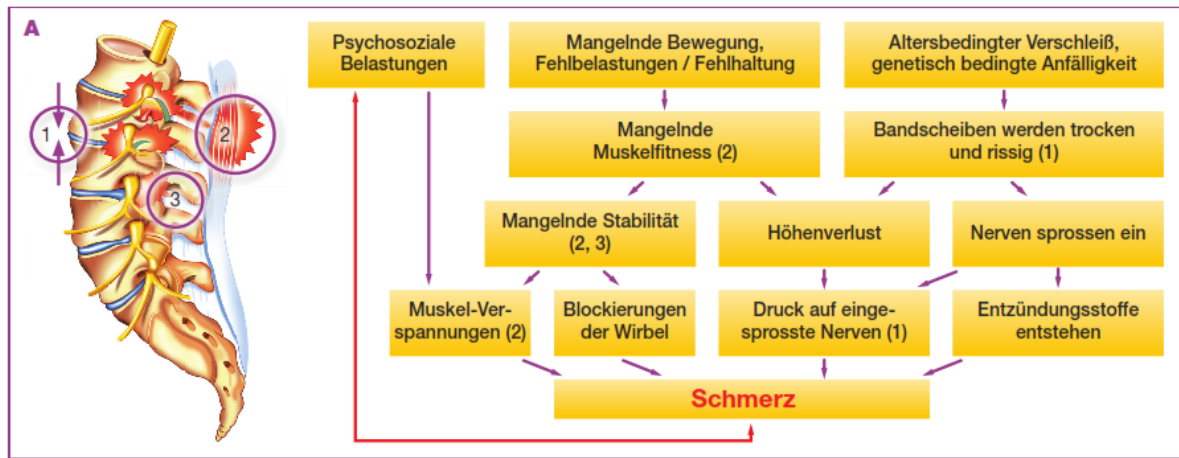 A
1
2
3
Psychosoziale
Belastungen
Mangelnde Bewegung,
Fehlbelastungen / Fehlhaltung
Altersbedingter Verschleiß,
genetisch bedingte Anfälligkeit
Mangelnde
Muskelfitness (2)
Bandscheiben werden trocken
und rissig (1)
Mangelnde Stabilität
(2, 3)
Höhenverlust
Nerven sprossen ein
Muskel-Ver-
spannungen (2)
Blockierungen
der Wirbel
Druck auf einge-
sprosste Nerven (1)
Entzündungsstoffe
entstehen
Schmerz